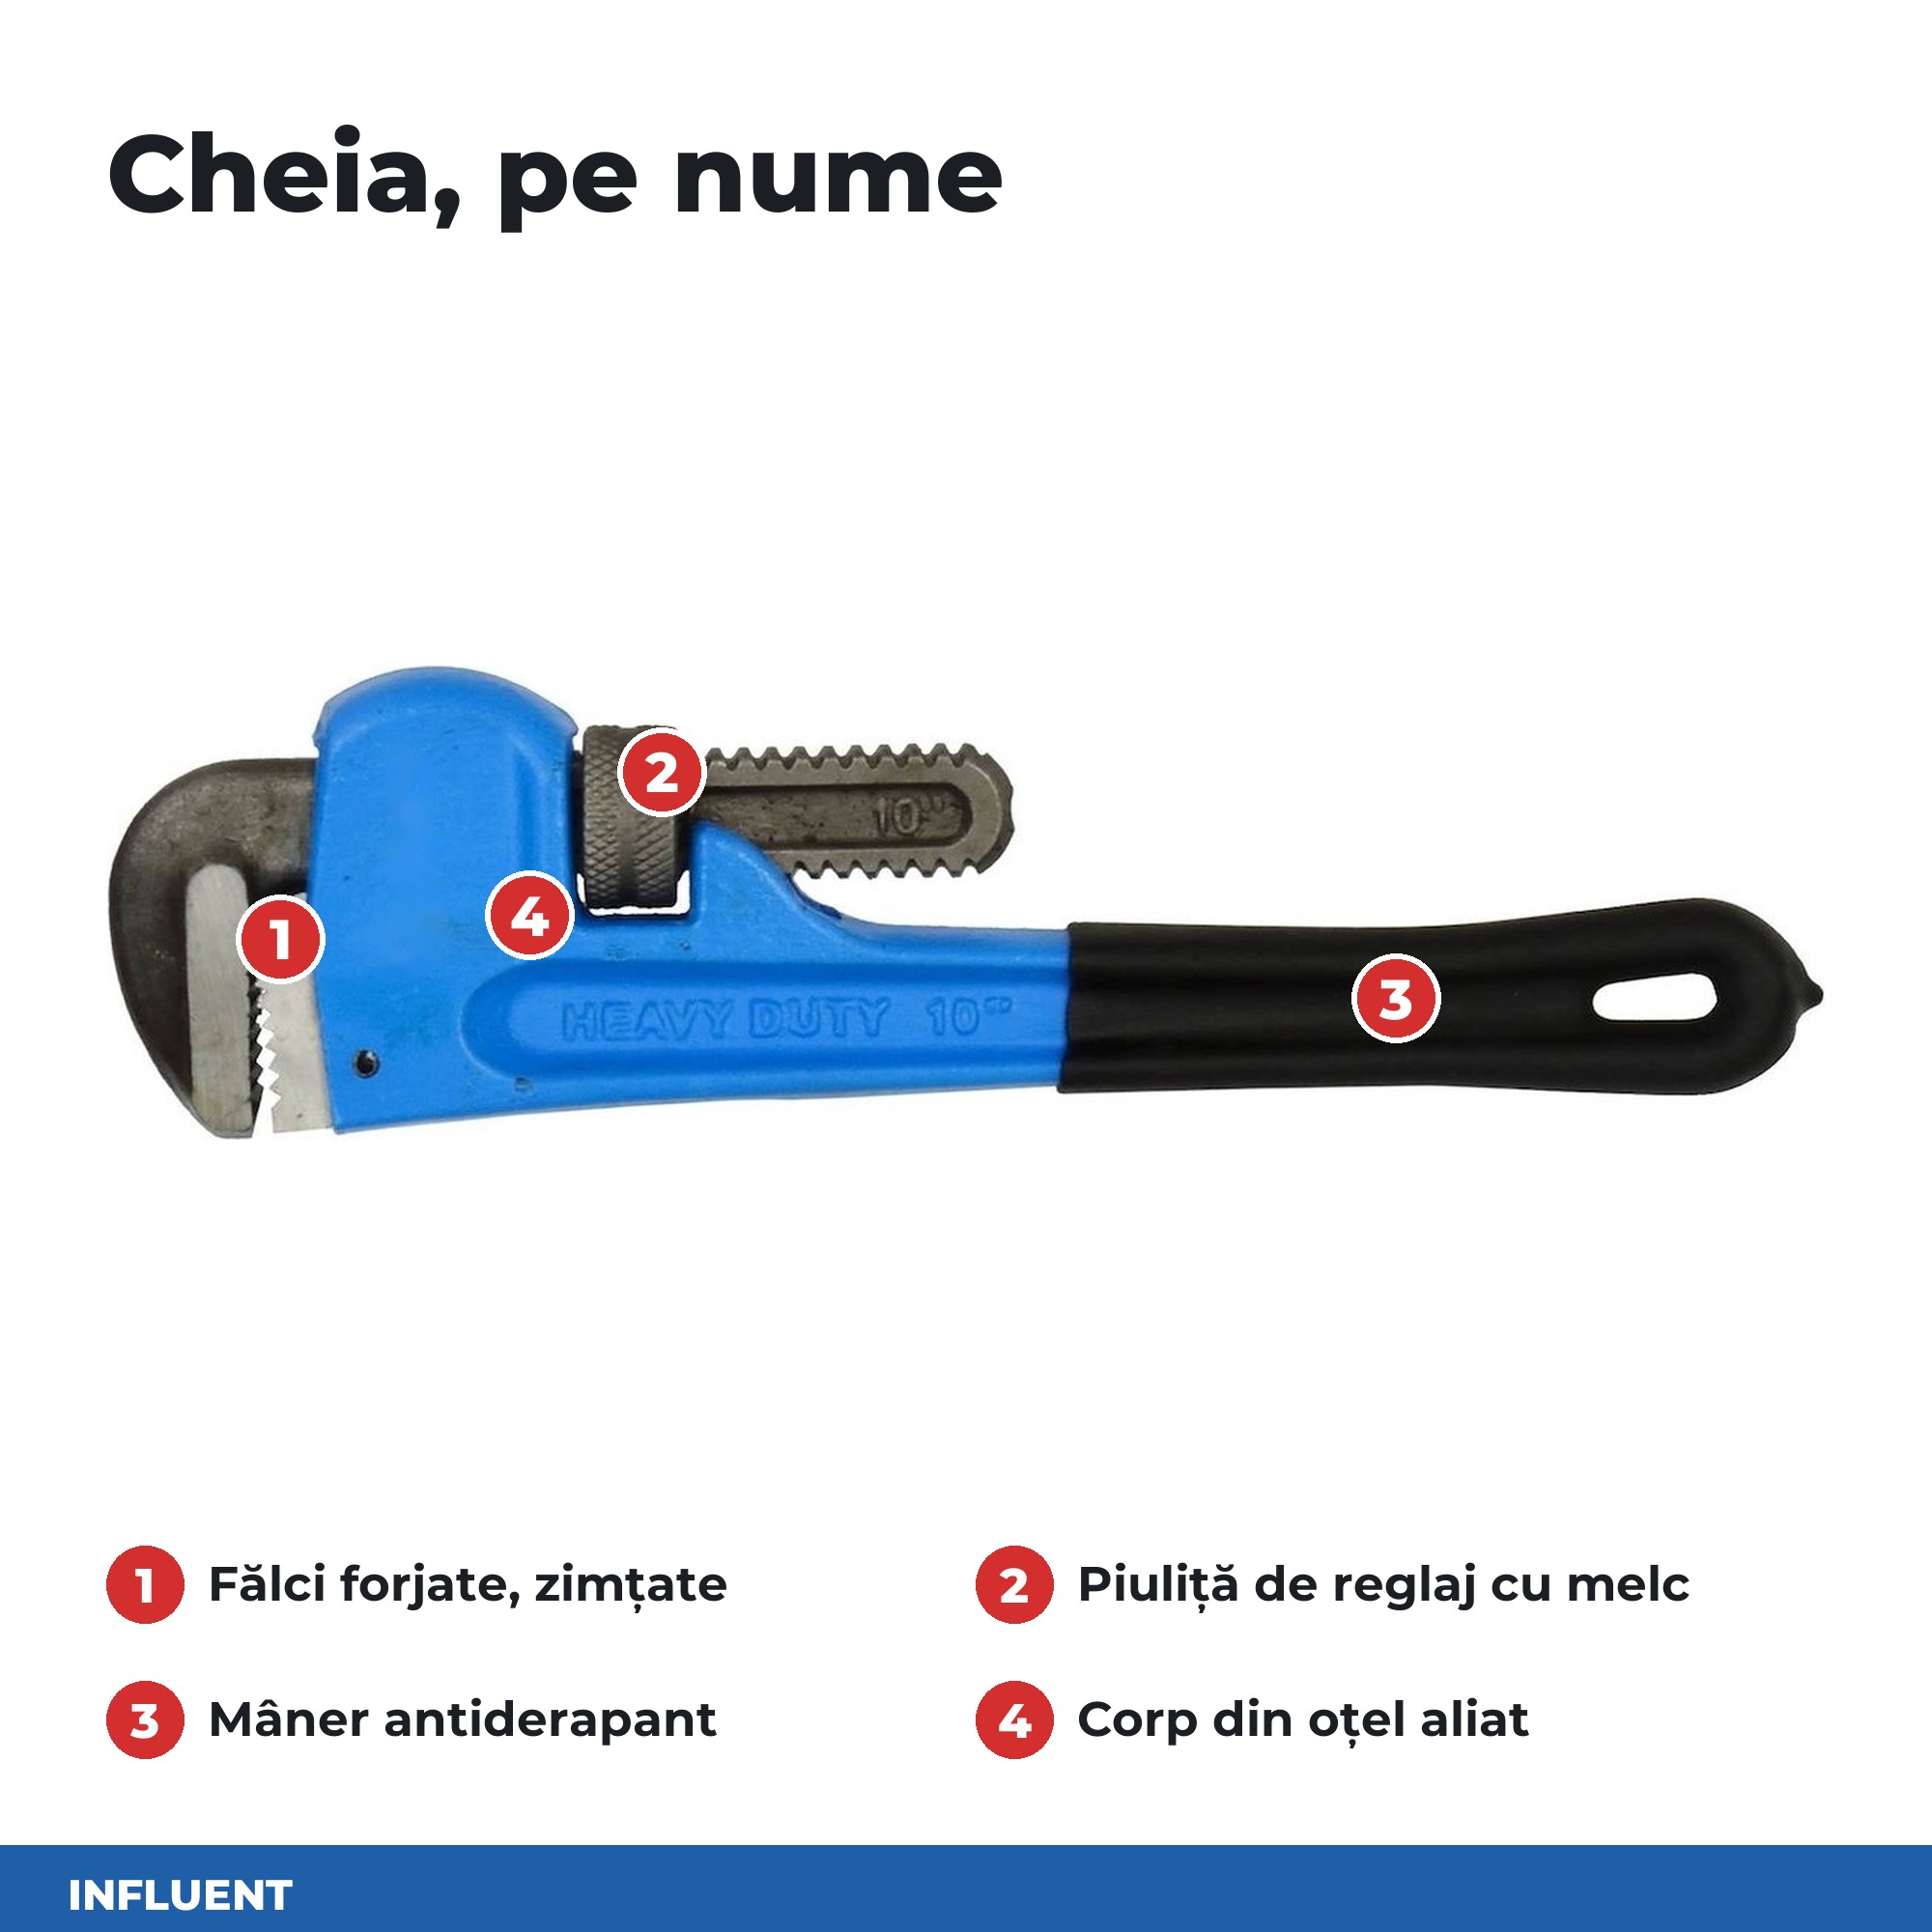 Cheia, pe nume
2
10"
1
4
3
HEAVY DUTY 10"
1 Fălci forjate, zimțate
2 Piuliță de reglaj cu melc
3 Mâner antiderapant
4 Corp din oțel aliat
INFLUENT